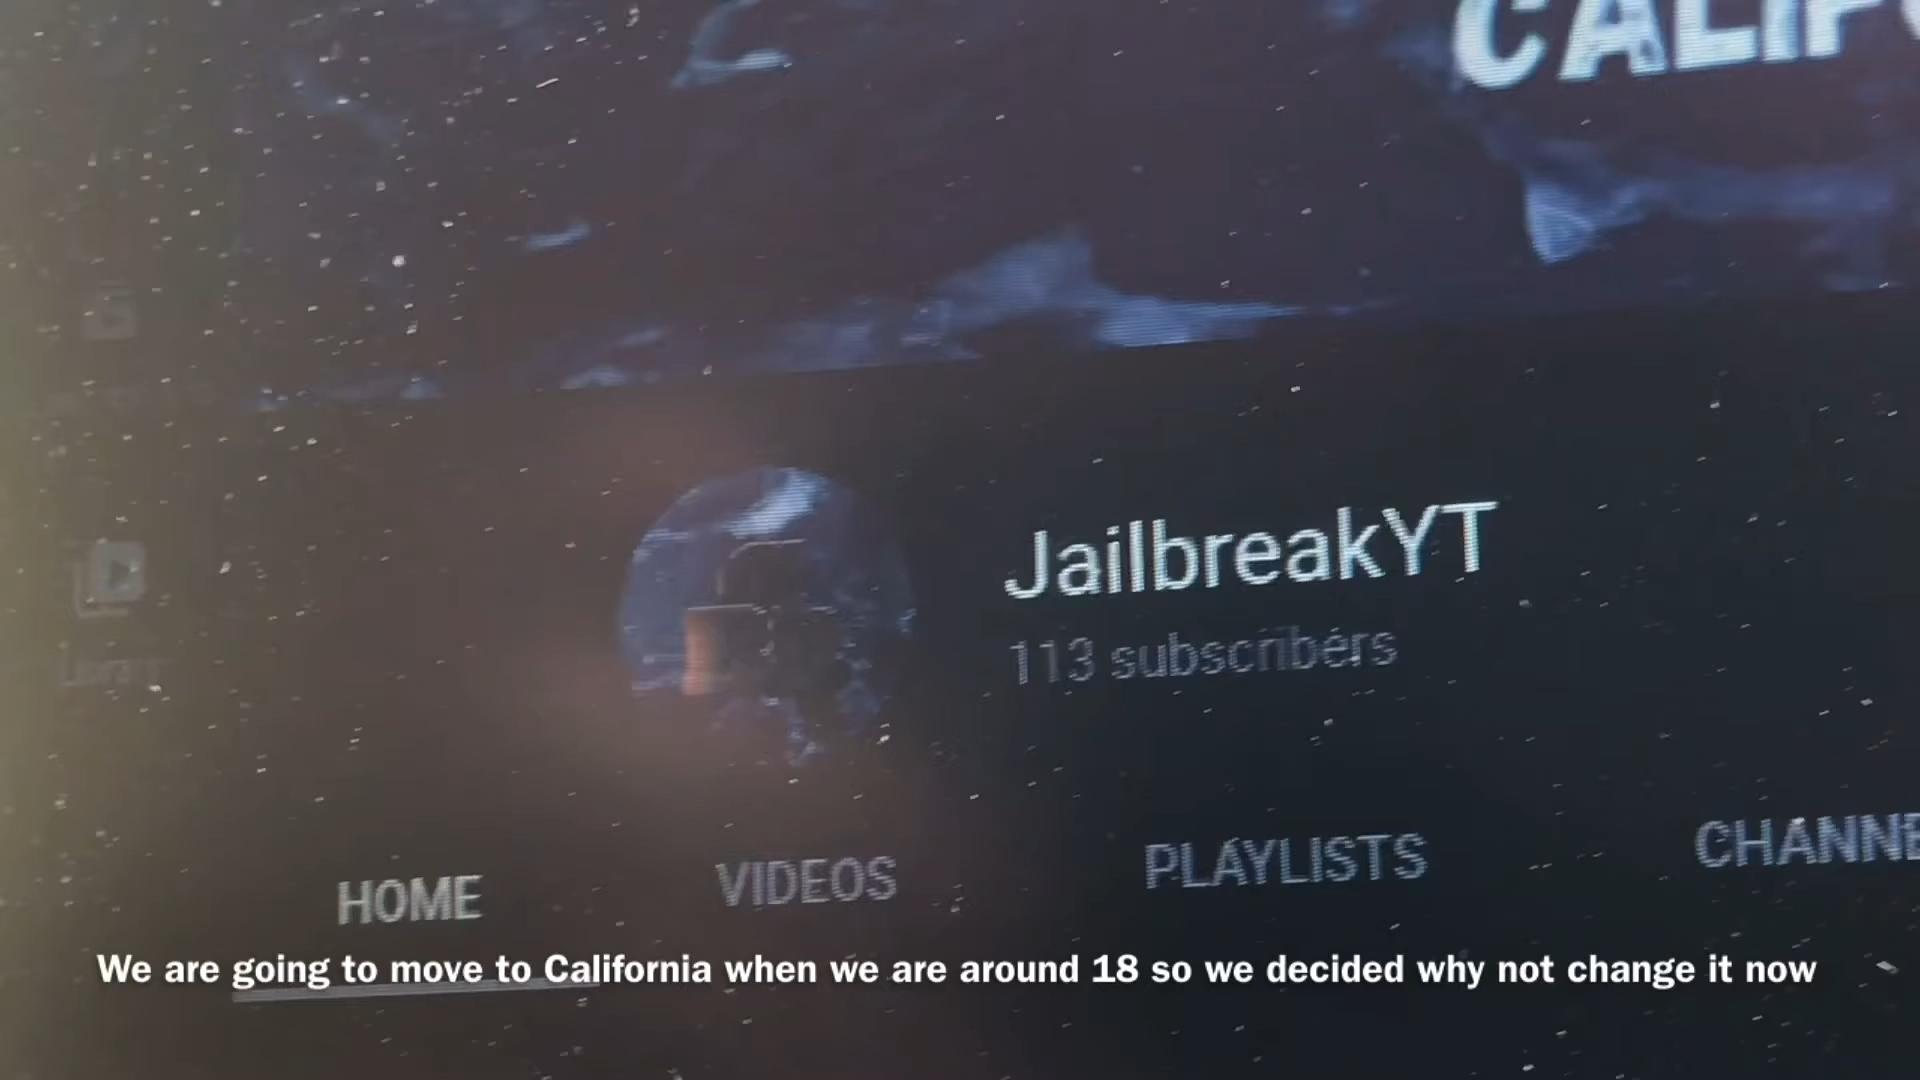 CALIF
JailbreakYT
113 subscribers
Library
HOME VIDEOS PLAYLISTS CHANNE
We are going to move to California when we are around 18 so we decided why not change it now